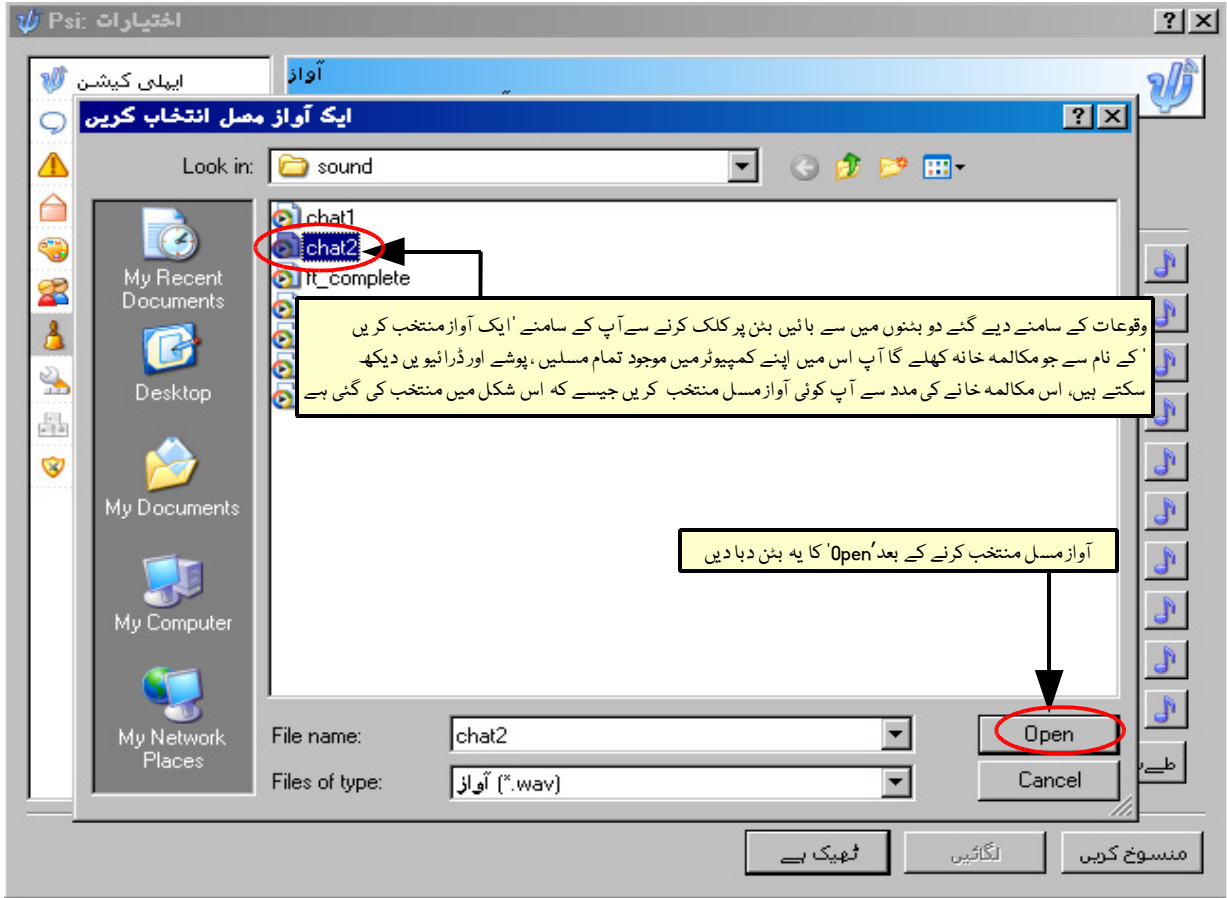 Psi: اختیارات
ایپلی کیشن
آواز
ایک آواز مصل انتخاب کریں
Look in:
sound
chat1
chat2
ft_complete
My Recent
Documents
Desktop
My Documents
My Computer
My Network
Places
وقوعات کے سامنے دیے گئے دو بٹنوں میں سے بائیں بٹن پر کلک کرنے سے آپ کے سامنے 'ایک آواز منتخب کریں
' کے نام سے جو مکالمہ خانہ کھلے گا آپ اس میں اپنے کمپیوٹر میں موجود تمام مسلیں، پوشے اور ڈرائیویں دیکھ
سکتے ہیں، اس مکالمہ خانے کی مدد سے آپ کوئی آواز مسل منتخب کریں جیسے کہ اس شکل میں منتخب کی گئی ہے
آواز مسل منتخب کرنے کے بعد 'Open' کا یہ بٹن دبا دیں
File name:
chat2
Open
Files of type:
آواز (*.wav)
Cancel
ٹھیک ہے
لگائیں
منسوخ کریں